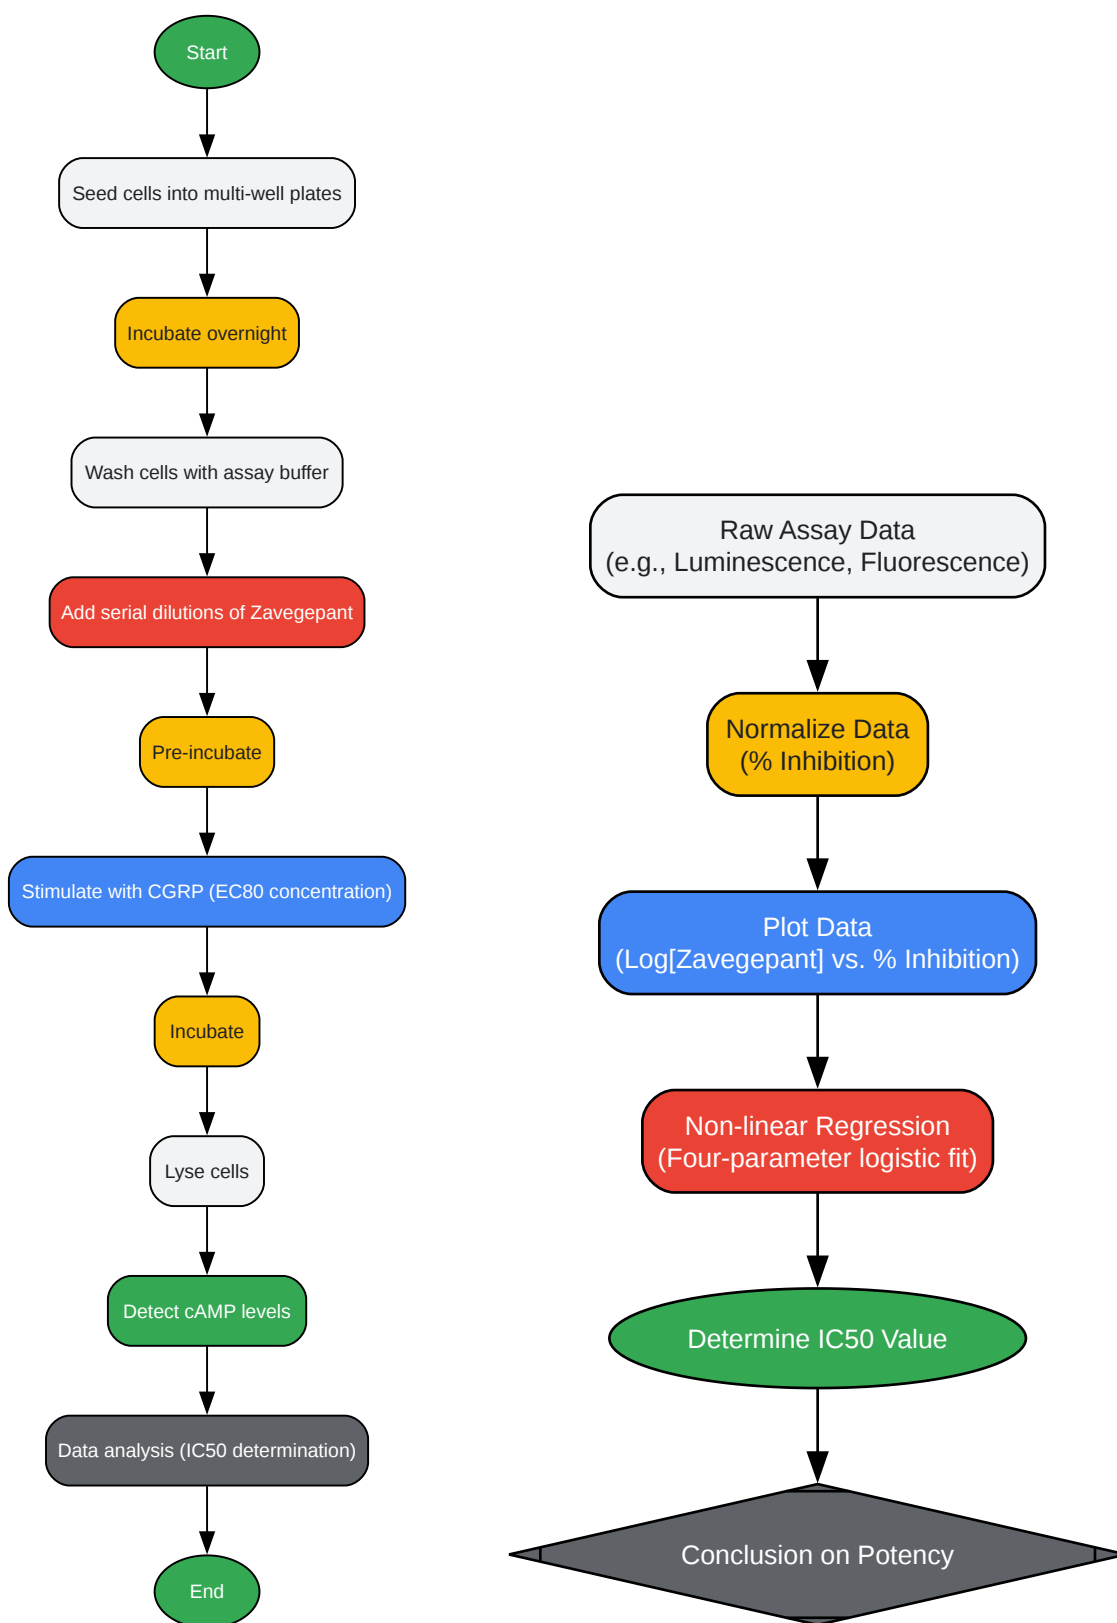 Start
Seed cells into multi-well plates
Incubate overnight
Wash cells with assay buffer
Add serial dilutions of Zavegepant
Pre-incubate
Stimulate with CGRP (EC80 concentration)
Incubate
Lyse cells
Detect cAMP levels
Data analysis (IC50 determination)
End
Raw Assay Data
(e.g., Luminescence, Fluorescence)
Normalize Data
(% Inhibition)
Plot Data
(Log[Zavegepant] vs. % Inhibition)
Non-linear Regression
(Four-parameter logistic fit)
Determine IC50 Value
Conclusion on Potency